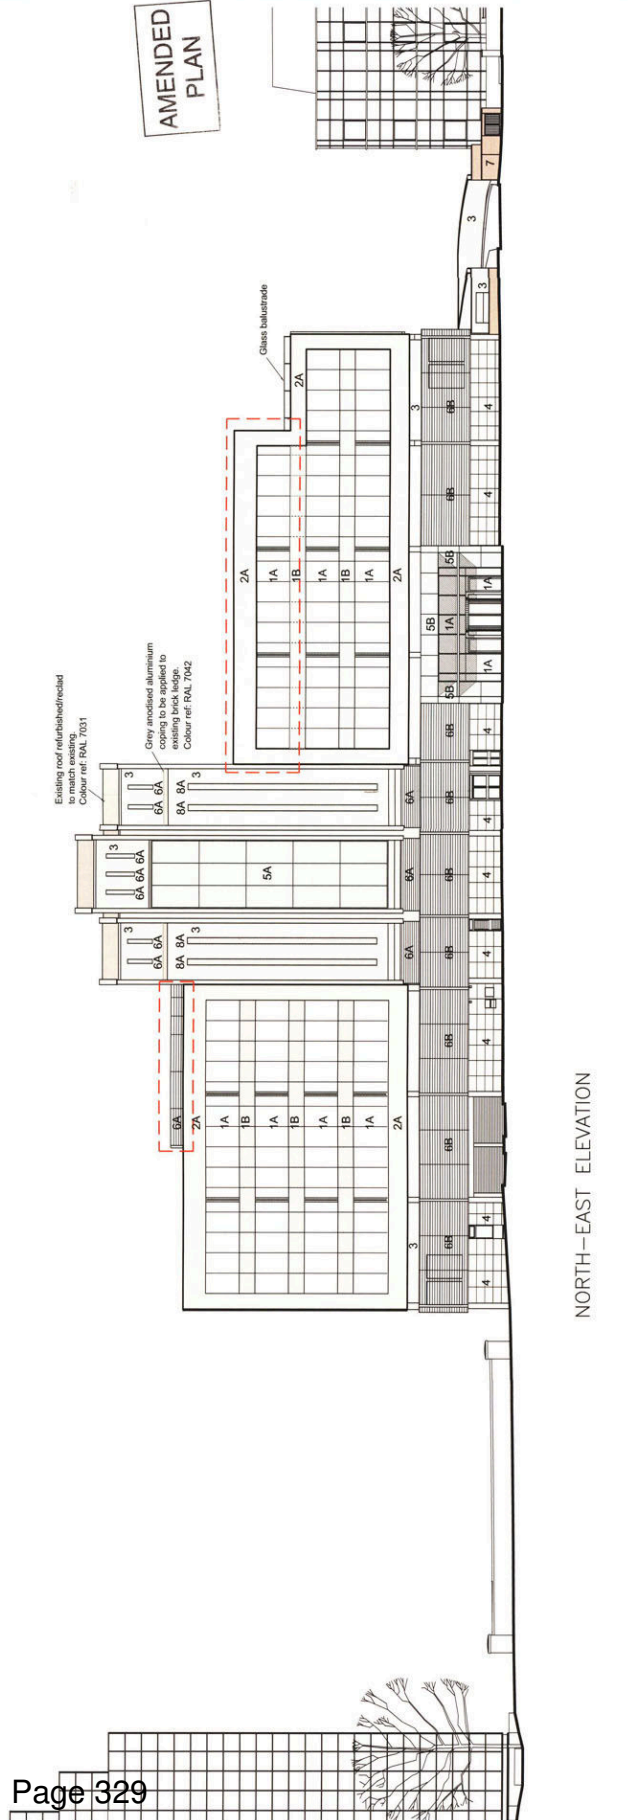 AMENDED
PLAN
Glass balustrade
Existing roof refurbished/reclad
to match existing.
Colour ref: RAL 7031
Grey anodised aluminium
coping to be applied to
existing brick ledge.
Colour ref: RAL 7042
7
3
3
2A
3
6B
4
6B
4
2A
1A
1B
1A
1B
1A
2A
5B
5B
1A
1A
1A
5B
6B
4
3
6A
6A
3
8A
8A
6A
6B
4
3
6A
6A
6A
5A
6A
6B
4
3
6A
6A
3
8A
8A
6A
6B
4
6B
4
6A
2A
1A
1B
1A
1B
1A
1B
1A
2A
6B
3
6B
4
4
NORTH-EAST ELEVATION
Page 329